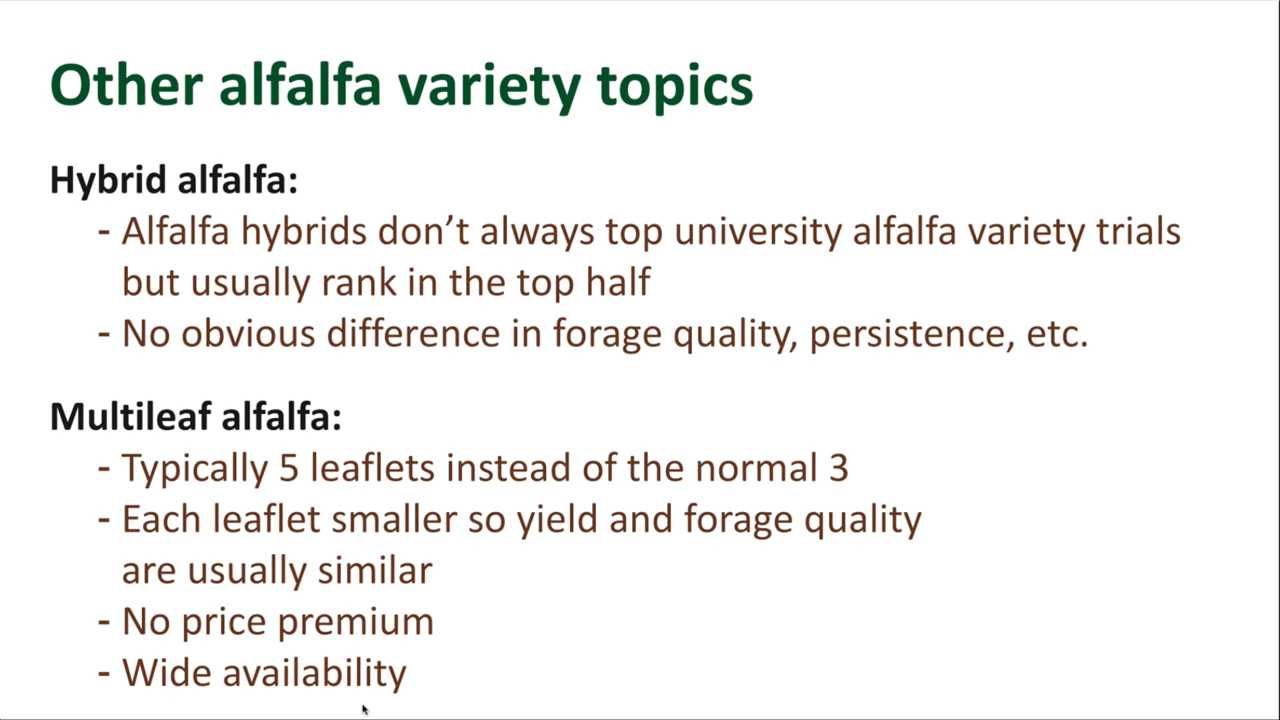 Other alfalfa variety topics
Hybrid alfalfa:
- Alfalfa hybrids don’t always top university alfalfa variety trials
but usually rank in the top half
- No obvious difference in forage quality, persistence, etc.
Multileaf alfalfa:
- Typically 5 leaflets instead of the normal 3
- Each leaflet smaller so yield and forage quality
are usually similar
- No price premium
- Wide availability